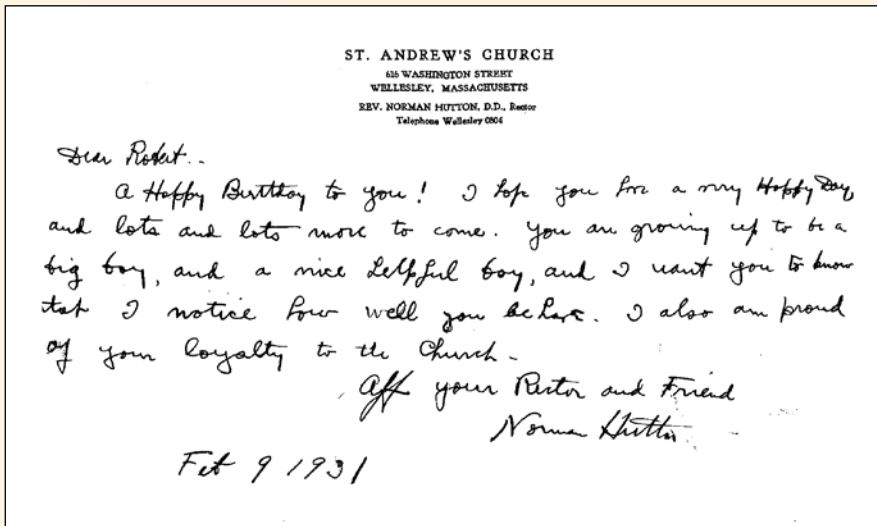 ST. ANDREW'S CHURCH
616 WASHINGTON STREET
WELLESLEY, MASSACHUSETTS
REV. NORMAN HUTTON, D.D., Rector
Telephone Wellesley 0804
Dear Robert..
A Happy Birthday to you! I hope you have a very Happy Day,
and lots and lots more to come. You are growing up to be a
big boy, and a nice helpful boy, and I want you to know
that I notice how well you behave. I also am proud
of your loyalty to the Church.
Aff your Rector and Friend
Norman Hutton.
Feb 9 1931